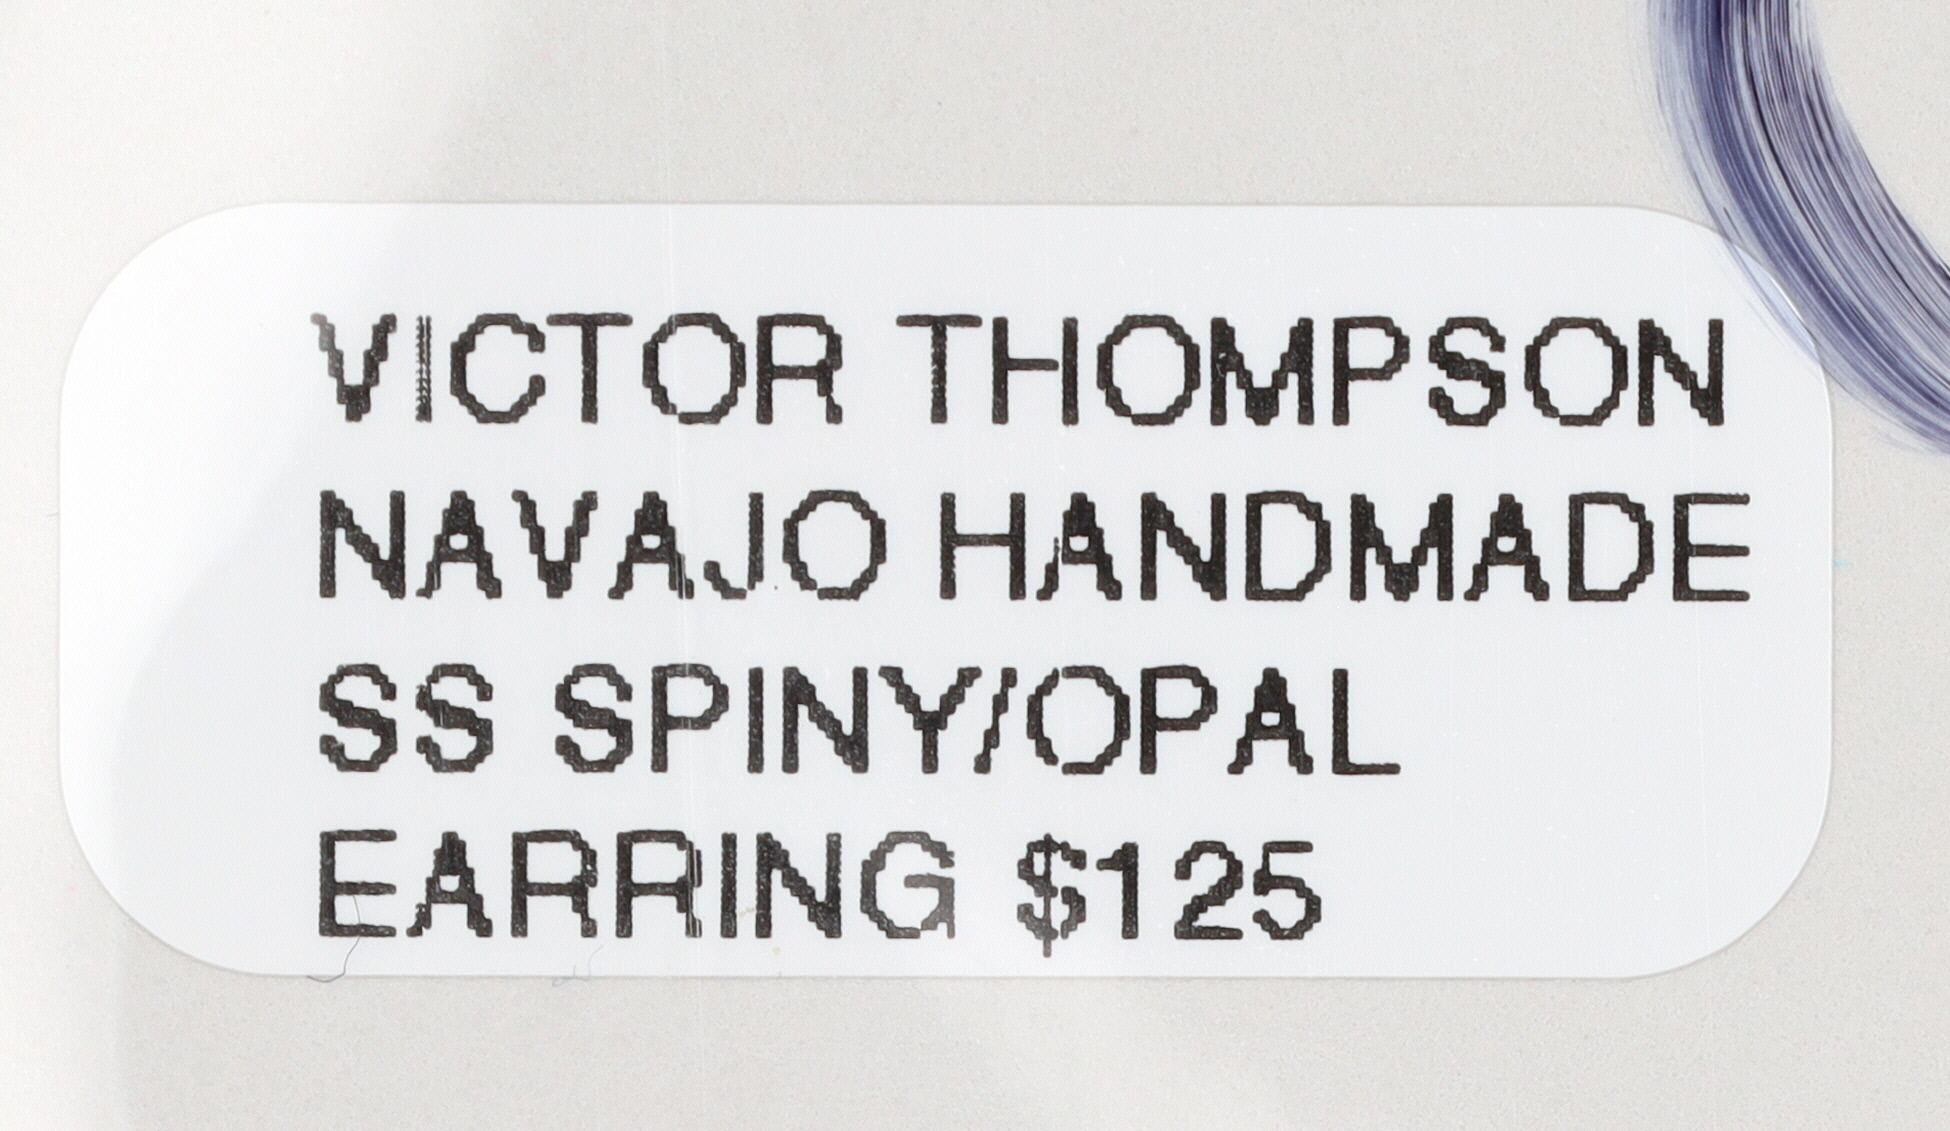 VICTOR THOMPSON
NAVAJO HANDMADE
SS SPINY/OPAL
EARRING $125